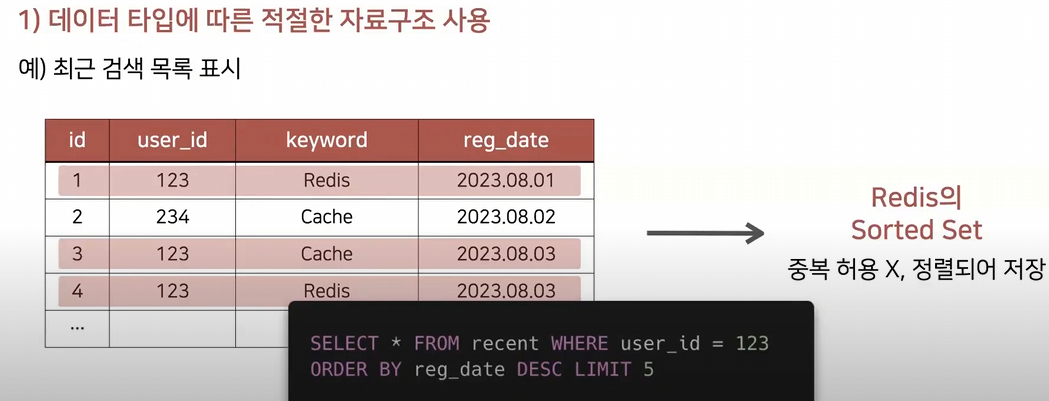 1) 데이터 타입에 따른 적절한 자료구조 사용
예) 최근 검색 목록 표시
id user_id keyword reg_date
1 123 Redis 2023.08.01
2 234 Cache 2023.08.02
3 123 Cache 2023.08.03
4 123 Redis 2023.08.03
...
Redis의
Sorted Set
중복 허용 X, 정렬되어 저장
SELECT * FROM recent WHERE user_id = 123
ORDER BY reg_date DESC LIMIT 5